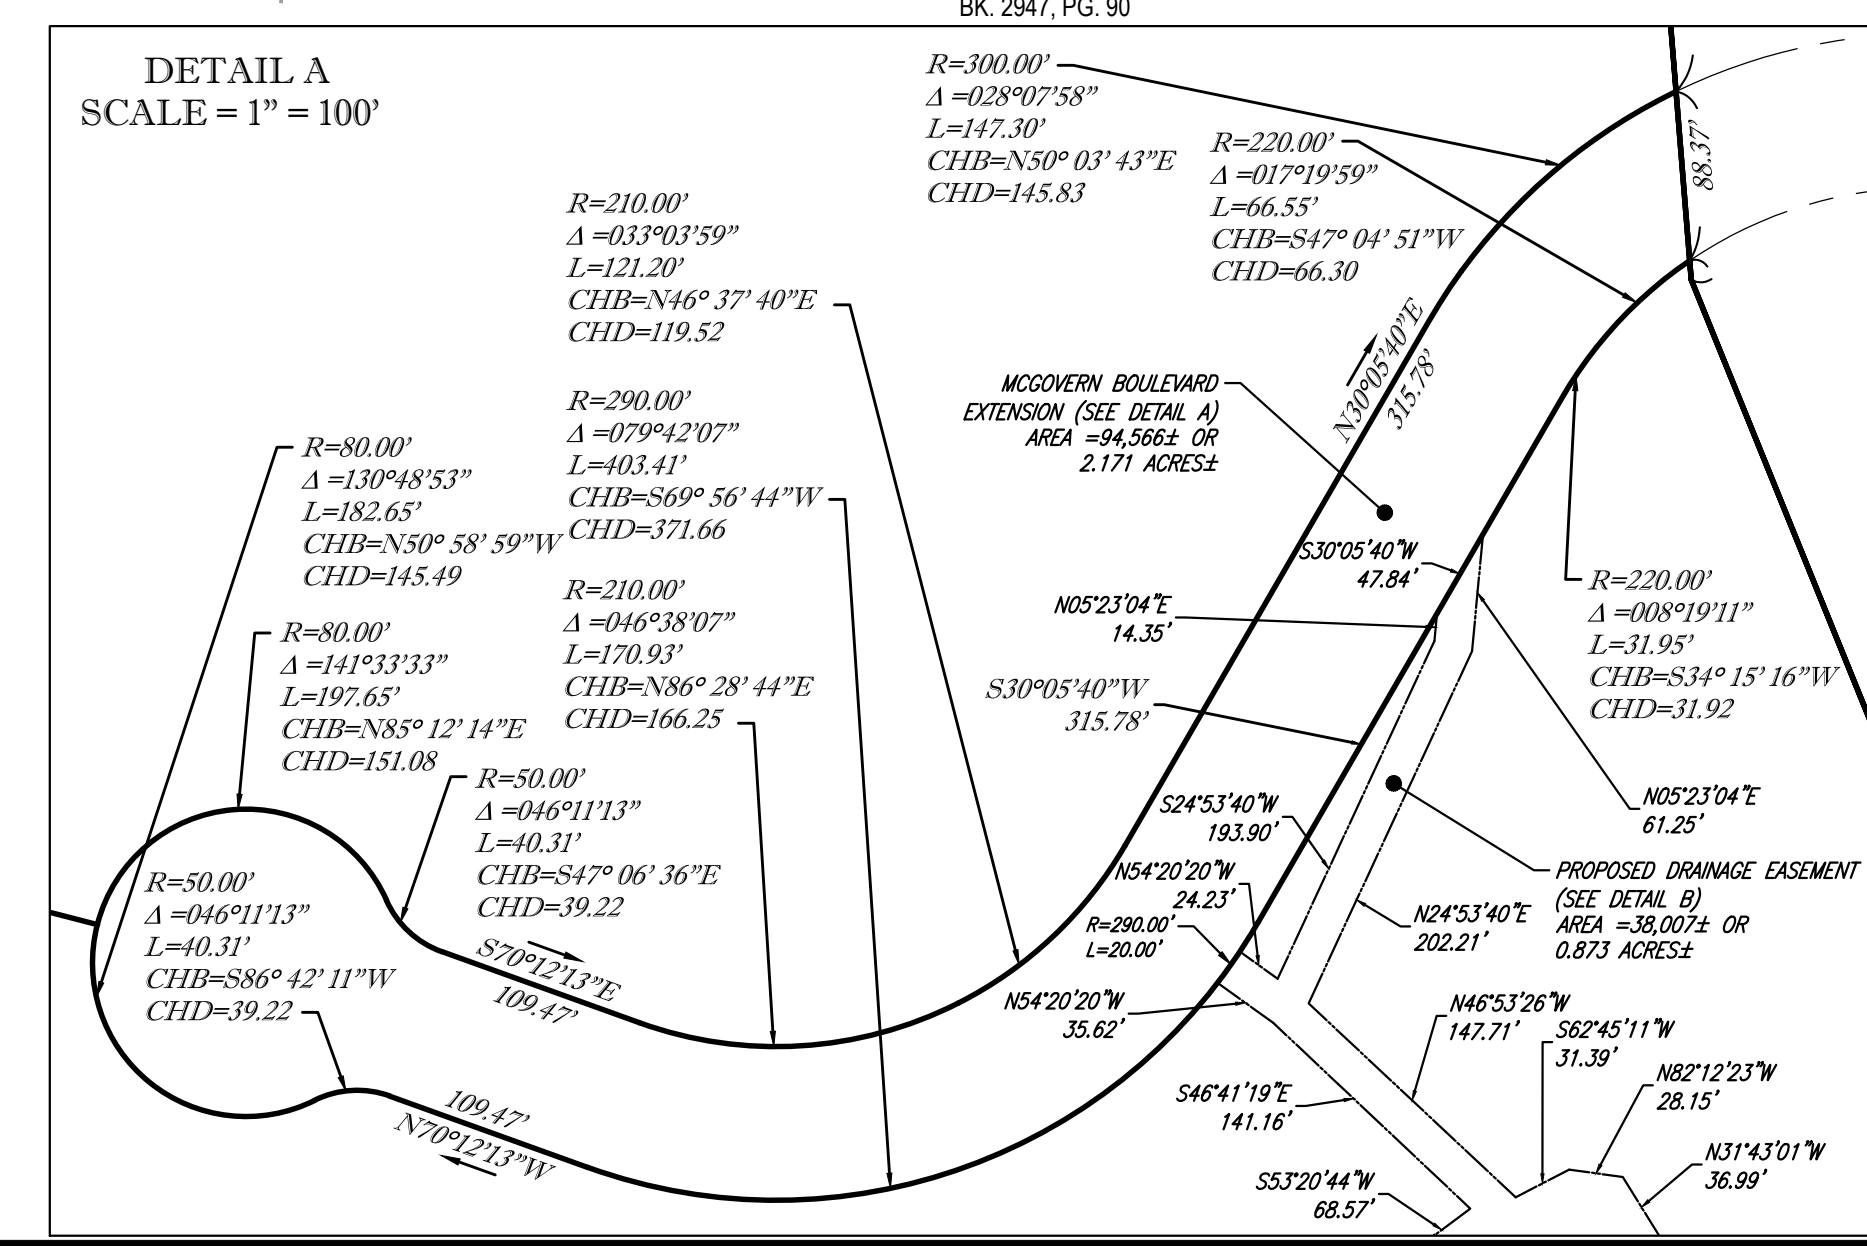 BK. 2947, PG. 90
DETAIL A
SCALE = 1" = 100'
R=300.00'
Δ =028°07'58"
L=147.30'
CHB=N50° 03' 43"E
CHD=145.83
R=220.00'
Δ =017°19'59"
L=66.55'
CHB=S47° 04' 51"W
CHD=66.30
88.37'
R=210.00'
Δ =033°03'59"
L=121.20'
CHB=N46° 37' 40"E
CHD=119.52
N30°05'40"E
315.78'
MCGOVERN BOULEVARD
EXTENSION (SEE DETAIL A)
AREA =94,566± OR
2.171 ACRES±
R=290.00'
Δ =079°42'07"
L=403.41'
CHB=S69° 56' 44"W
CHD=371.66
R=80.00'
Δ =130°48'53"
L=182.65'
CHB=N50° 58' 59"W
CHD=145.49
R=210.00'
Δ =046°38'07"
L=170.93'
CHB=N86° 28' 44"E
CHD=166.25
R=80.00'
Δ =141°33'33"
L=197.65'
CHB=N85° 12' 14"E
CHD=151.08
S30°05'40"W
47.84'
N05°23'04"E
14.35'
R=220.00'
Δ =008°19'11"
L=31.95'
CHB=S34° 15' 16"W
CHD=31.92
S30°05'40"W
315.78'
R=50.00'
Δ =046°11'13"
L=40.31'
CHB=S47° 06' 36"E
CHD=39.22
S24°53'40"W
193.90'
N05°23'04"E
61.25'
R=50.00'
Δ =046°11'13"
L=40.31'
CHB=S86° 42' 11"W
CHD=39.22
N54°20'20"W
24.23'
R=290.00'
L=20.00'
PROPOSED DRAINAGE EASEMENT
(SEE DETAIL B)
AREA =38,007± OR
0.873 ACRES±
N24°53'40"E
202.21'
S70°12'13"E
109.47'
N54°20'20"W
35.62'
N46°53'26"W
147.71'
S62°45'11"W
31.39'
N82°12'23"W
28.15'
109.47'
N70°12'13"W
S46°41'19"E
141.16'
N31°43'01"W
36.99'
S53°20'44"W
68.57'